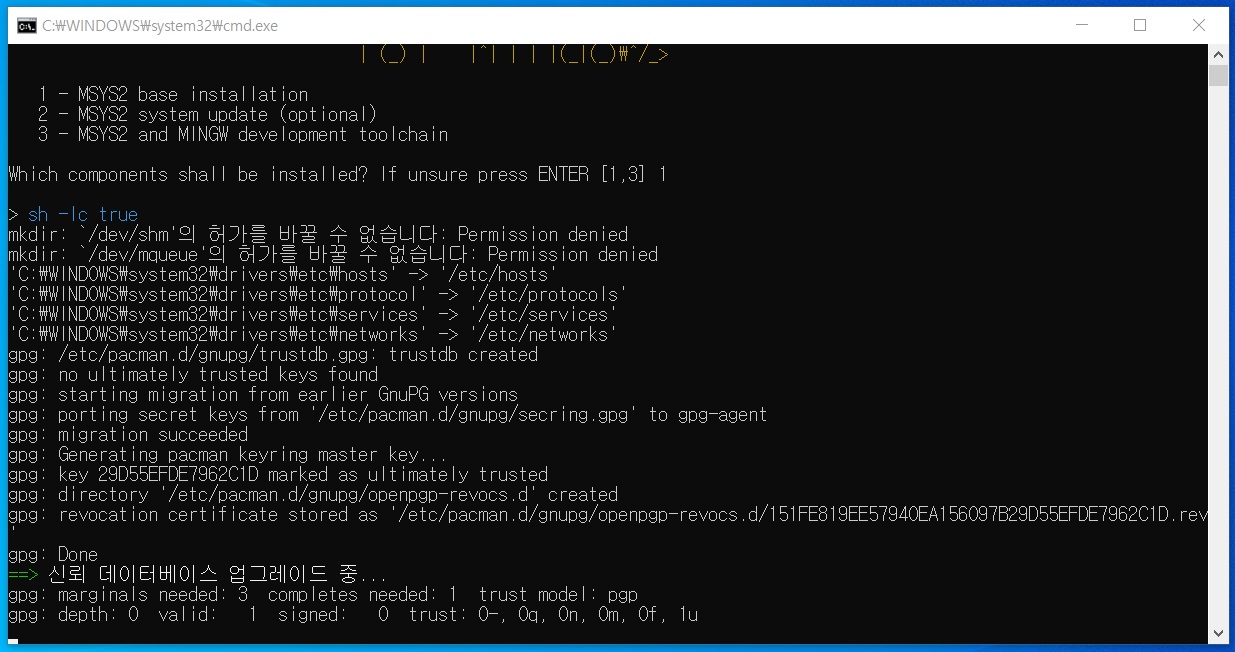 C:₩WINDOWS₩system32₩cmd.exe
| (_) |    |^| | | |(_|(_)₩^/_>
1 - MSYS2 base installation
2 - MSYS2 system update (optional)
3 - MSYS2 and MINGW development toolchain
Which components shall be installed? If unsure press ENTER [1,3] 1
> sh -lc true
mkdir: `/dev/shm'의 허가를 바꿀 수 없습니다: Permission denied
mkdir: `/dev/mqueue'의 허가를 바꿀 수 없습니다: Permission denied
'C:₩WINDOWS₩system32₩drivers₩etc₩hosts' -> '/etc/hosts'
'C:₩WINDOWS₩system32₩drivers₩etc₩protocol' -> '/etc/protocols'
'C:₩WINDOWS₩system32₩drivers₩etc₩services' -> '/etc/services'
'C:₩WINDOWS₩system32₩drivers₩etc₩networks' -> '/etc/networks'
gpg: /etc/pacman.d/gnupg/trustdb.gpg: trustdb created
gpg: no ultimately trusted keys found
gpg: starting migration from earlier GnuPG versions
gpg: porting secret keys from '/etc/pacman.d/gnupg/secring.gpg' to gpg-agent
gpg: migration succeeded
gpg: Generating pacman keyring master key...
gpg: key 29D55EFDE7962C1D marked as ultimately trusted
gpg: directory '/etc/pacman.d/gnupg/openpgp-revocs.d' created
gpg: revocation certificate stored as '/etc/pacman.d/gnupg/openpgp-revocs.d/151FE819EE57940EA156097B29D55EFDE7962C1D.rev
'
gpg: Done
==> 신뢰 데이터베이스 업그레이드 중...
gpg: marginals needed: 3  completes needed: 1  trust model: pgp
gpg: depth: 0  valid:   1  signed:   0  trust: 0-, 0q, 0n, 0m, 0f, 1u